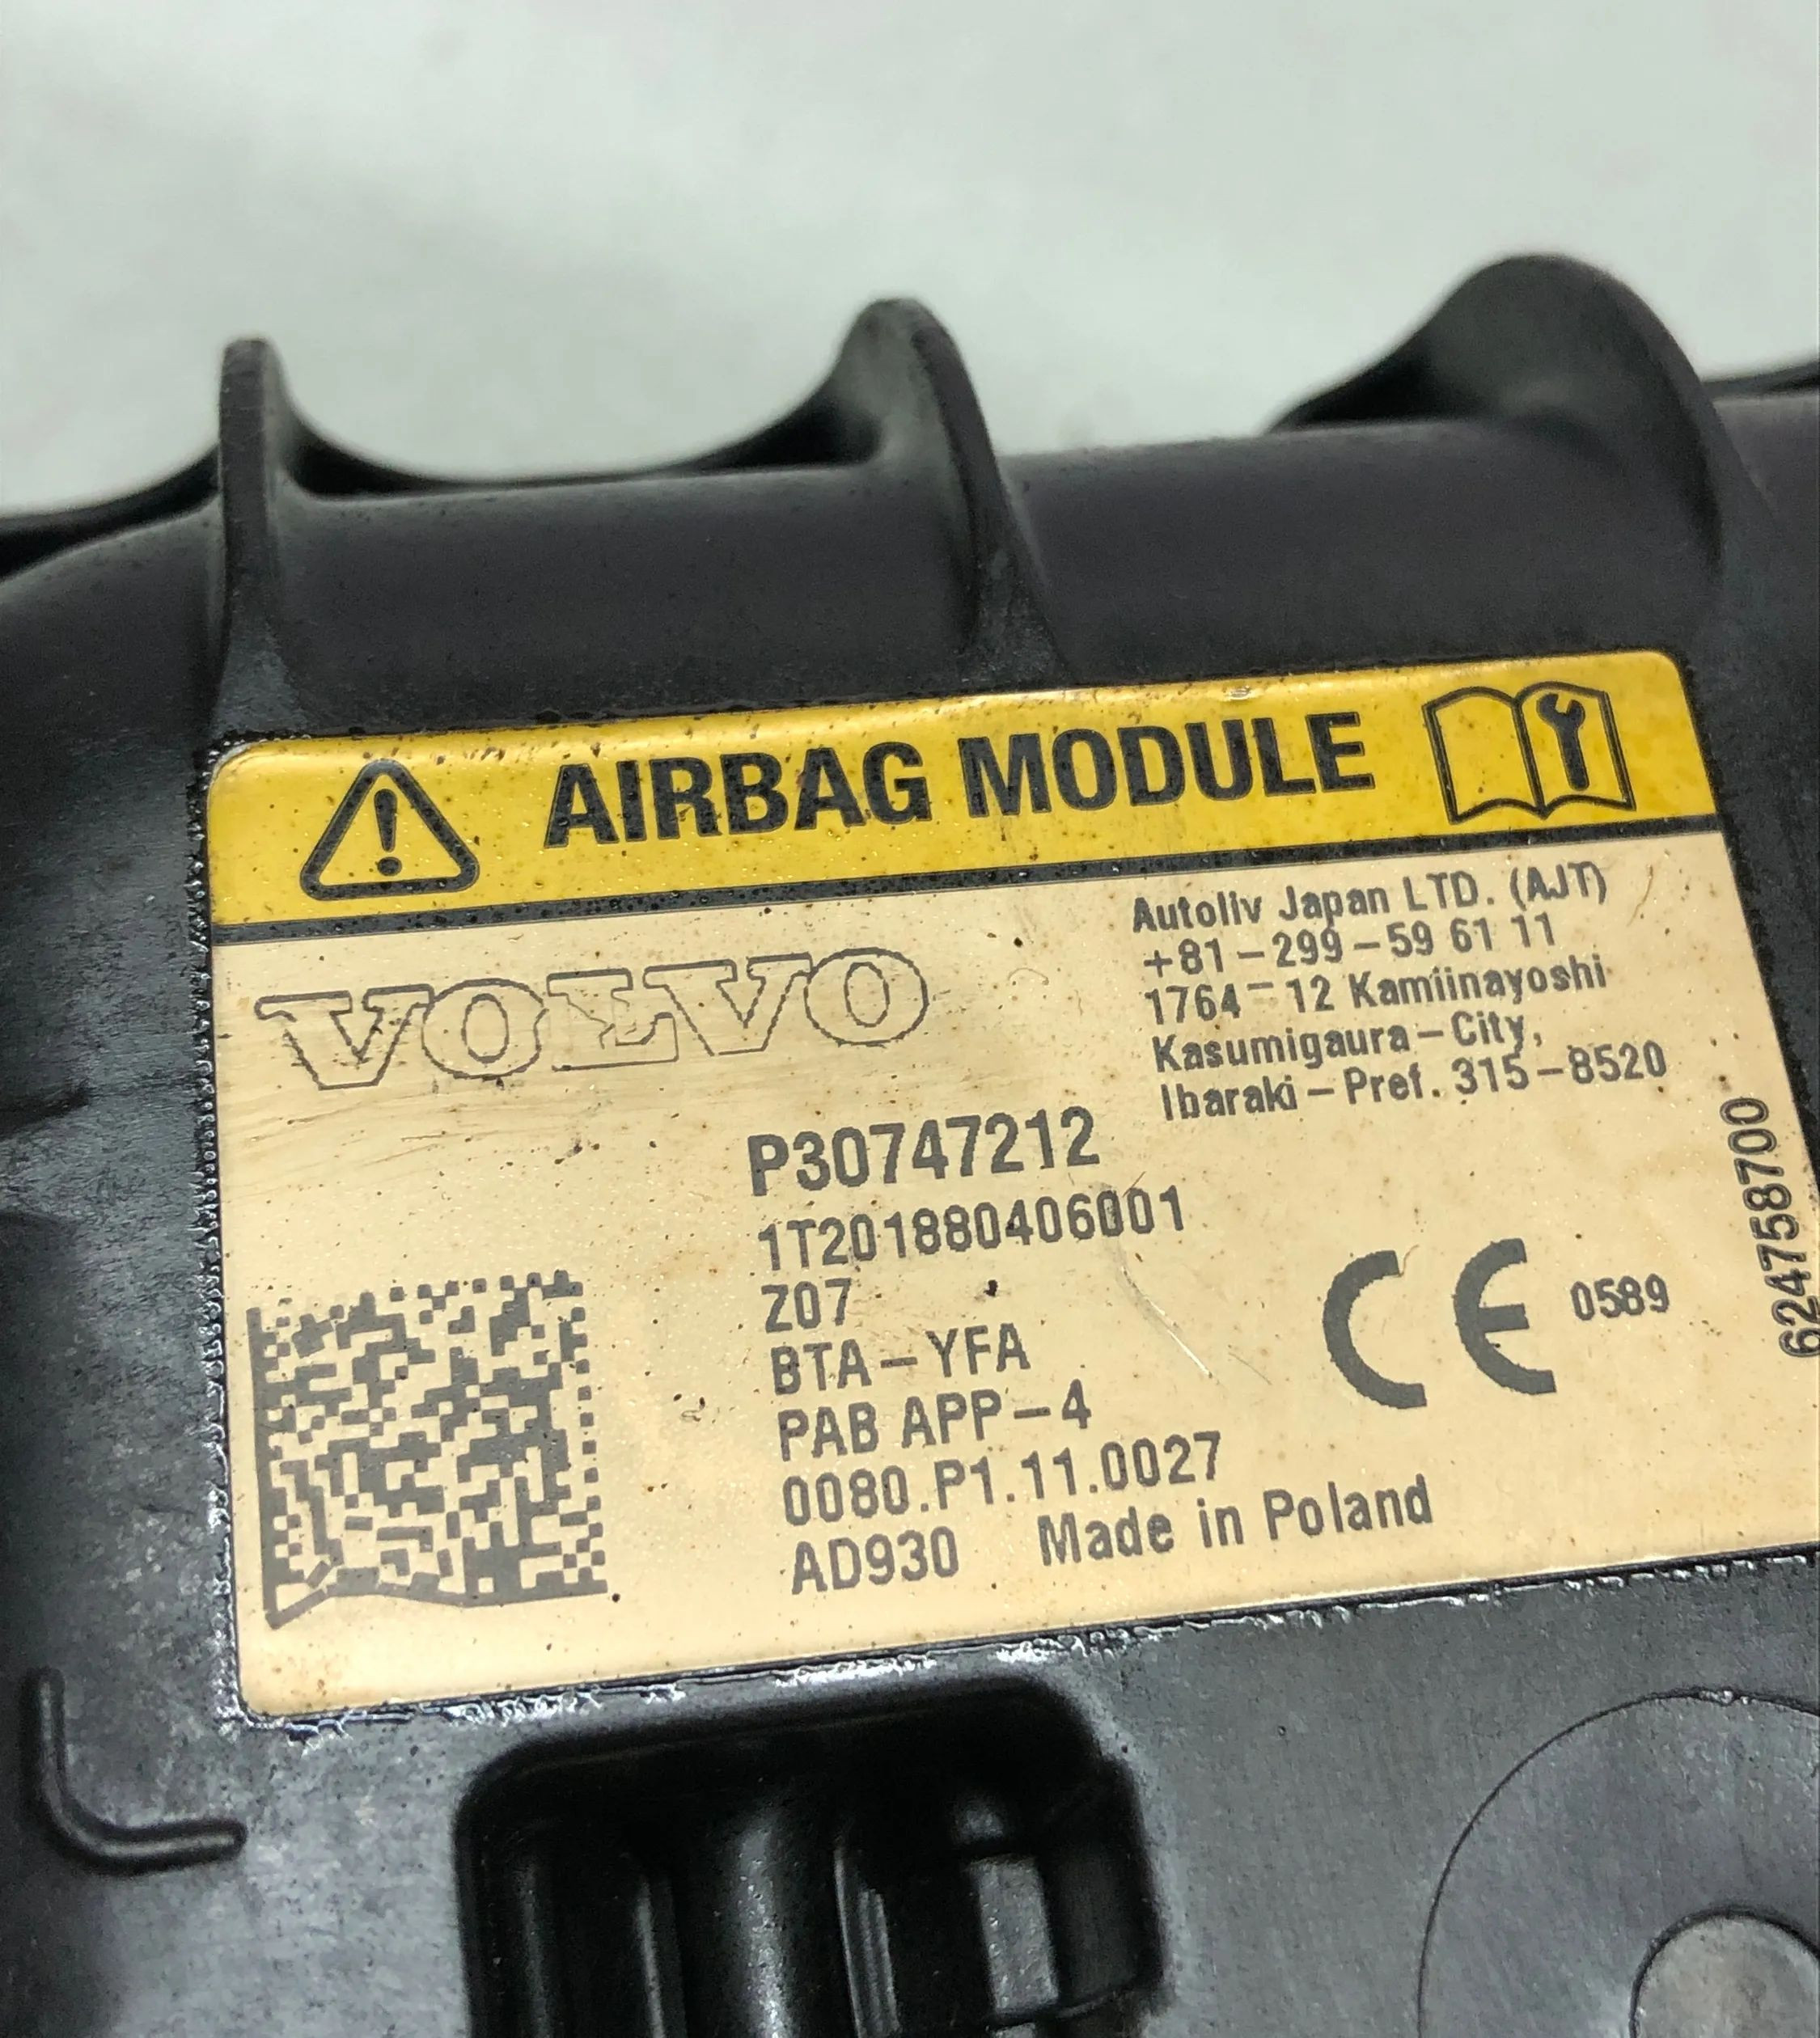 AIRBAG MODULE
VOLVO
Autoliv Japan LTD. (AJT)
+81-299-59 61 11
1764-12 Kamiinayoshi
Kasumigaura-City,
Ibaraki-Pref. 315-8520
P30747212
1T201880406001
Z07
BTA-YFA
PAB APP-4
0080.P1.11.0027
AD930 Made in Poland
CE 0589
624758700